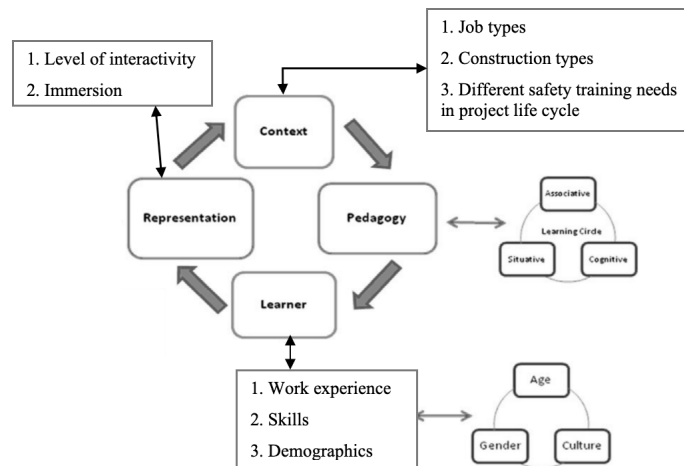 1. Level of interactivity
2. Immersion
1. Job types
2. Construction types
3. Different safety training needs
in project life cycle
Context
Representation
Pedagogy
Learner
Associative
Learning Circle
Situative
Cognitive
1. Work experience
2. Skills
3. Demographics
Age
Gender
Culture